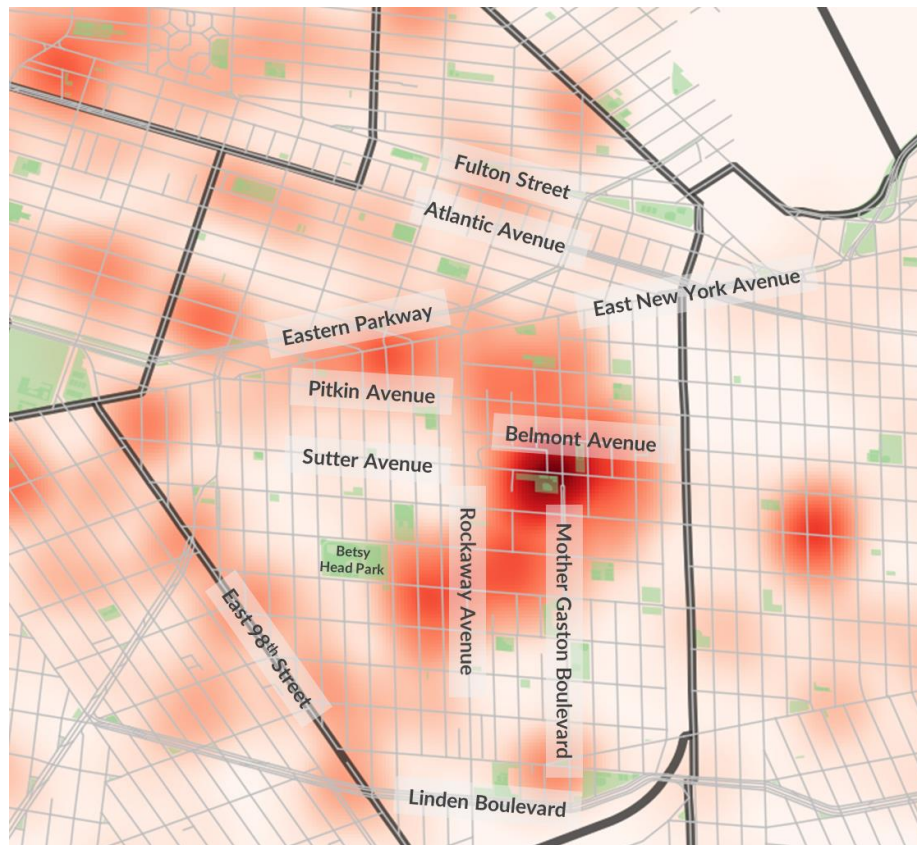 Fulton Street
Atlantic Avenue
East New York Avenue
Eastern Parkway
Pitkin Avenue
Belmont Avenue
Sutter Avenue
Rockaway Avenue
Mother Gaston Boulevard
Betsy
Head Park
East 98th Street
Linden Boulevard